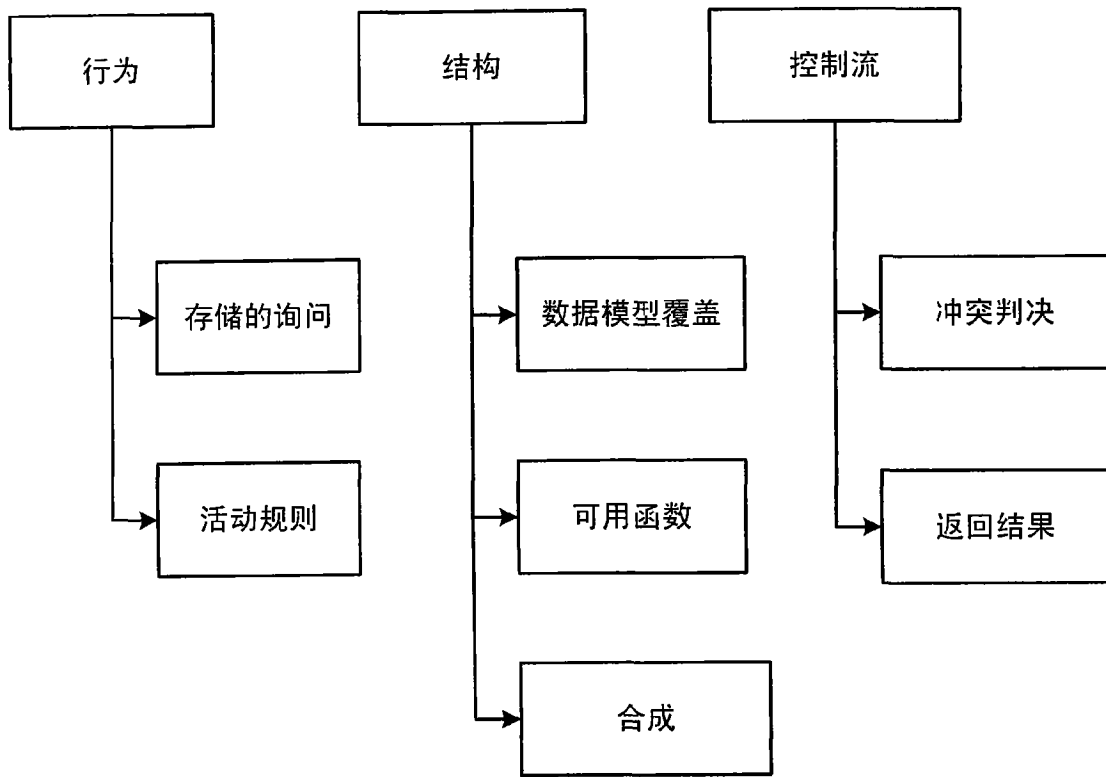 行为
结构
控制流
存储的询问
数据模型覆盖
冲突判决
活动规则
可用函数
返回结果
合成